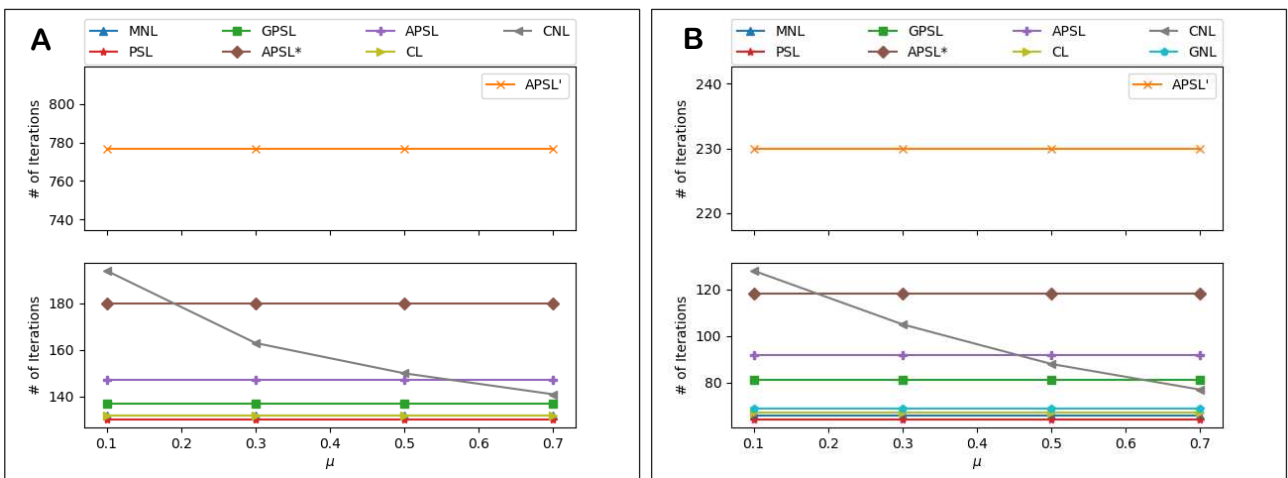 A
MNL GPSL APSL CNL
PSL APSL* CL
APSL'
# of Iterations
800
780
760
740
# of Iterations
180
160
140
0.1 0.2 0.3 0.4 0.5 0.6 0.7
μ
B
MNL GPSL APSL CNL
PSL APSL* CL GNL
APSL'
# of Iterations
240
230
220
# of Iterations
120
100
80
0.1 0.2 0.3 0.4 0.5 0.6 0.7
μ